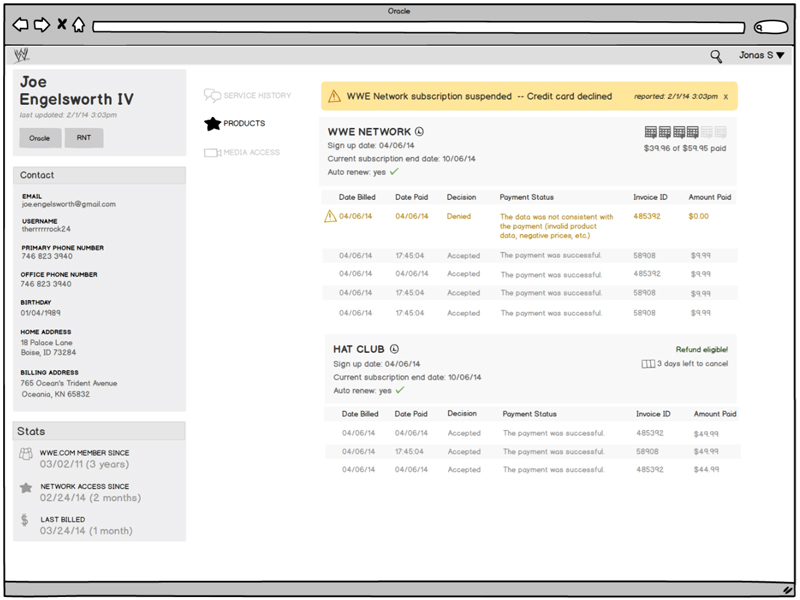 Oracle
W
Jonas S
Joe
Engelsworth IV
last updated: 2/1/14 3:03pm
Oracle RNT
Contact
EMAIL
joe.engelsworth@gmail.com
USERNAME
therrrrrrock24
PRIMARY PHONE NUMBER
746 823 3940
OFFICE PHONE NUMBER
746 823 3940
BIRTHDAY
01/04/1989
HOME ADDRESS
18 Palace Lane
Boise, ID 73284
BILLING ADDRESS
765 Ocean's Trident Avenue
Oceania, KN 65832
Stats
WWE.COM MEMBER SINCE
03/02/11 (3 years)
NETWORK ACCESS SINCE
02/24/14 (2 months)
$ LAST BILLED
03/24/14 (1 month)
SERVICE HISTORY
PRODUCTS
MEDIA ACCESS
WWE Network subscription suspended -- Credit card declined reported: 2/1/14 3:03pm x
WWE NETWORK
Sign up date: 04/06/14
Current subscription end date: 10/06/14
Auto renew: yes
$39.96 of $59.95 paid
Date Billed Date Paid Decision Payment Status Invoice ID Amount Paid
04/06/14 04/06/14 Denied The data was not consistent with 485392 $0.00
the payment (invalid product
data, negative prices, etc.)
04/06/14 17:45:04 Accepted The payment was successful. 58908 $9.99
04/06/14 04/06/14 Accepted The payment was successful. 485392 $9.99
04/06/14 17:45:04 Accepted The payment was successful. 58908 $9.99
04/06/14 17:45:04 Accepted The payment was successful. 58908 $9.99
HAT CLUB
Sign up date: 04/06/14
Current subscription end date: 10/06/14
Auto renew: yes
Refund eligible!
3 days left to cancel
Date Billed Date Paid Decision Payment Status Invoice ID Amount Paid
04/06/14 04/06/14 Accepted The payment was successful. 485392 $49.99
04/06/14 17:45:04 Accepted The payment was successful. 58908 $49.99
04/06/14 04/06/14 Accepted The payment was successful. 485392 $44.99